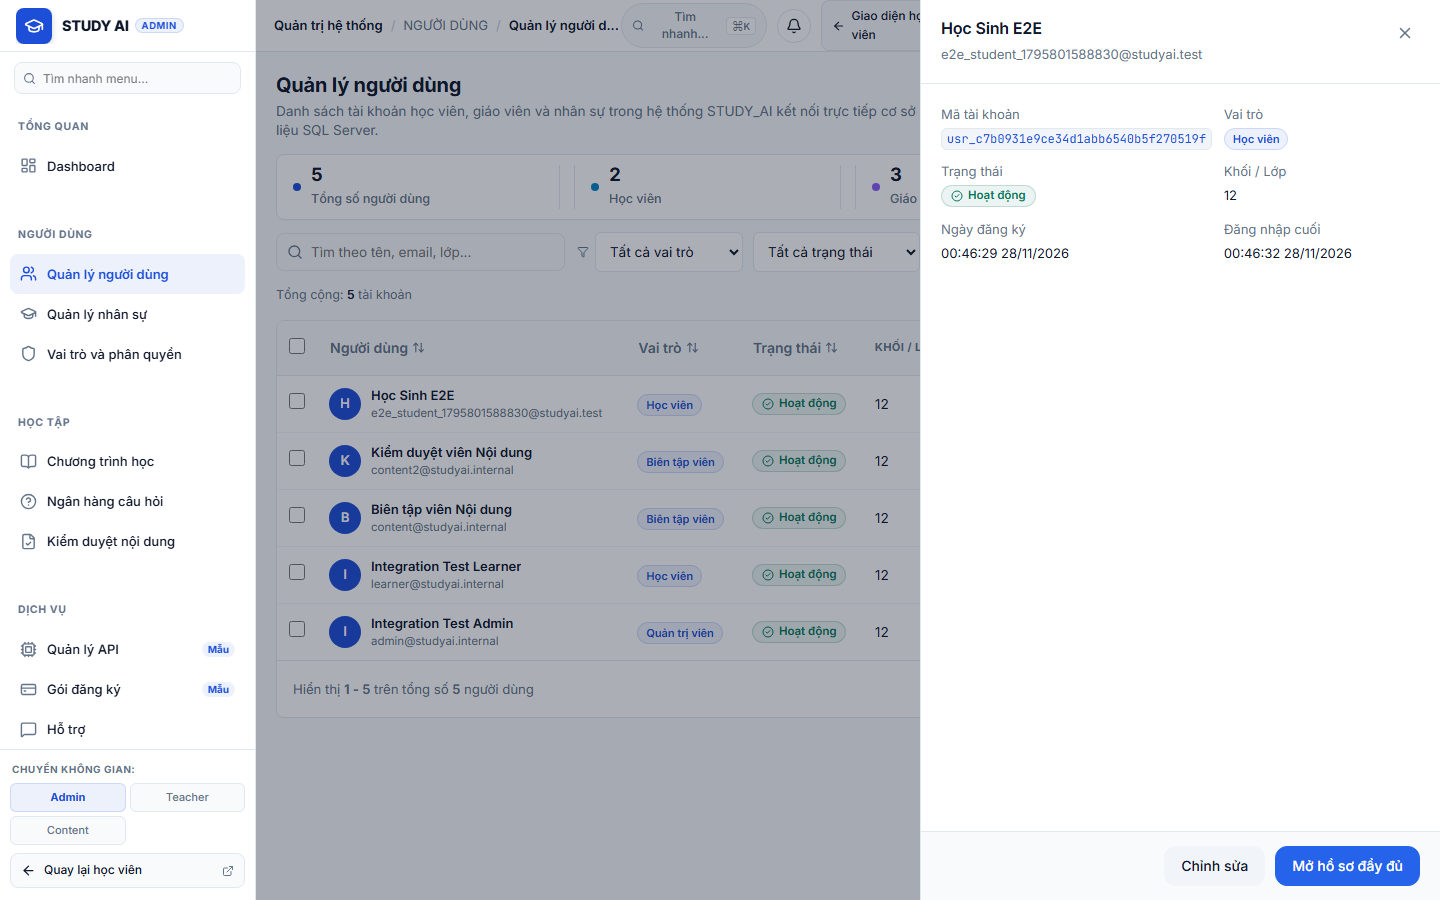 STUDY AI ADMIN
Tìm nhanh menu...
TỔNG QUAN
Dashboard
NGƯỜI DÙNG
Quản lý người dùng
Quản lý nhân sự
Vai trò và phân quyền
HỌC TẬP
Chương trình học
Ngân hàng câu hỏi
Kiểm duyệt nội dung
DỊCH VỤ
Quản lý API Mẫu
Gói đăng ký Mẫu
Hỗ trợ
CHUYỂN KHÔNG GIAN:
Admin Teacher
Content
Quay lại học viên
Quản trị hệ thống / NGƯỜI DÙNG / Quản lý người d...
Tìm
nhanh... ⌘K
Giao diện họ
viên
Quản lý người dùng
Danh sách tài khoản học viên, giáo viên và nhân sự trong hệ thống STUDY_AI kết nối trực tiếp cơ sở
liệu SQL Server.
5
Tổng số người dùng
2
Học viên
3
Giáo
Tìm theo tên, email, lớp...
Tất cả vai trò
Tất cả trạng thái
Tổng cộng: 5 tài khoản
Người dùng Vai trò Trạng thái KHỐI / L
Học Sinh E2E
e2e_student_1795801588830@studyai.test
Học viên Hoạt động 12
Kiểm duyệt viên Nội dung
content2@studyai.internal
Biên tập viên Hoạt động 12
Biên tập viên Nội dung
content@studyai.internal
Biên tập viên Hoạt động 12
Integration Test Learner
learner@studyai.internal
Học viên Hoạt động 12
Integration Test Admin
admin@studyai.internal
Quản trị viên Hoạt động 12
H
K
B
I
I
Hiển thị 1 - 5 trên tổng số 5 người dùng
Học Sinh E2E
e2e_student_1795801588830@studyai.test
Mã tài khoản
usr_c7b0931e9ce34d1abb6540b5f270519f
Vai trò
Học viên
Trạng thái
Hoạt động
Khối / Lớp
12
Ngày đăng ký
00:46:29 28/11/2026
Đăng nhập cuối
00:46:32 28/11/2026
Chỉnh sửa
Mở hồ sơ đầy đủ